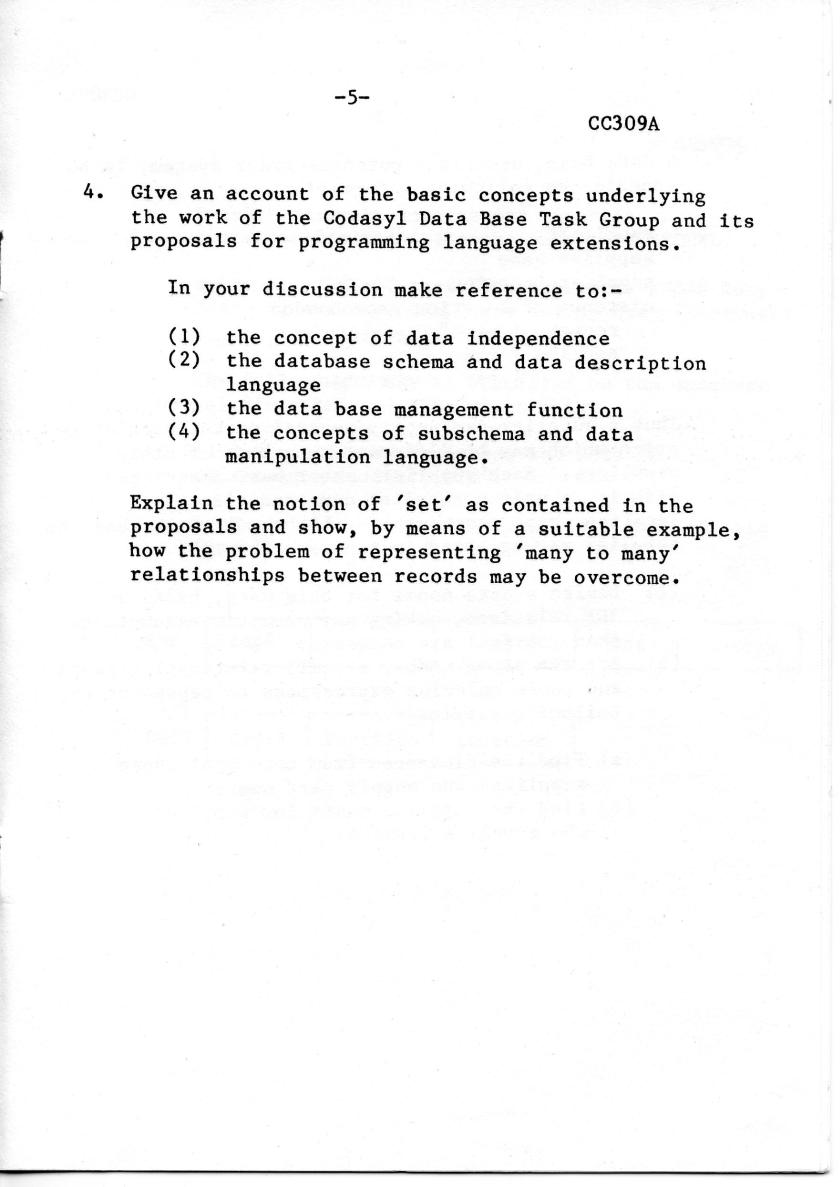 -5-
CC309A
4. Give an account of the basic concepts underlying
the work of the Codasyl Data Base Task Group and its
proposals for programming language extensions.
In your discussion make reference to:-
(1) the concept of data independence
(2) the database schema and data description
language
(3) the data base management function
(4) the concepts of subschema and data
manipulation language.
Explain the notion of 'set' as contained in the
proposals and show, by means of a suitable example,
how the problem of representing 'many to many'
relationships between records may be overcome.